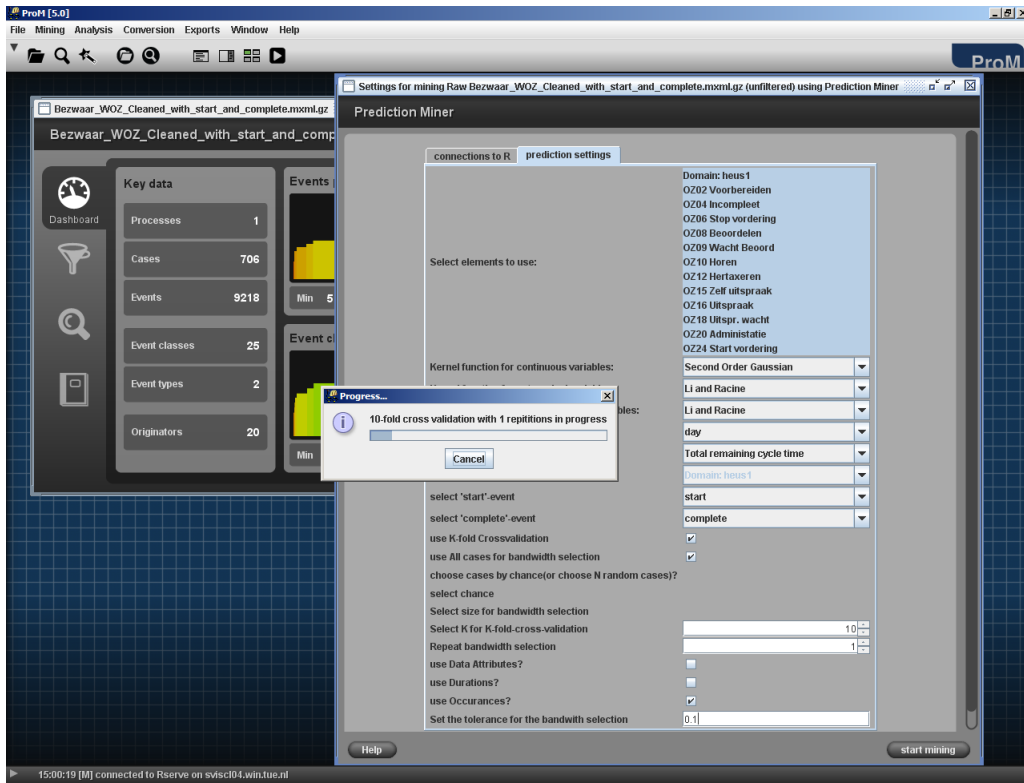 ProM [5.0]
File Mining Analysis Conversion Exports Window Help
ProM
Bezwaar_WOZ_Cleaned_with_start_and_complete.mxml.gz
Bezwaar_WOZ_Cleaned_with_start_and_comp
Dashboard
Key data
Processes 1
Cases 706
Events 9218
Event classes 25
Event types 2
Originators 20
Events
Min 5
Event cl
Min
Settings for mining Raw Bezwaar_WOZ_Cleaned_with_start_and_complete.mxml.gz (unfiltered) using Prediction Miner
Prediction Miner
connections to R prediction settings
Select elements to use:
Domain: heus1
OZ02 Voorbereiden
OZ04 Incompleet
OZ06 Stop vordering
OZ08 Beoordelen
OZ09 Wacht Beoord
OZ10 Horen
OZ12 Hertaxeren
OZ15 Zelf uitspraak
OZ16 Uitspraak
OZ18 Uitspr. wacht
OZ20 Administatie
OZ24 Start vordering
Kernel function for continuous variables: Second Order Gaussian
Li and Racine
bles: Li and Racine
day
Total remaining cycle time
Domain: heus1
select 'start'-event start
select 'complete'-event complete
use K-fold Crossvalidation
use All cases for bandwidth selection
choose cases by chance(or choose N random cases)?
select chance
Select size for bandwidth selection
Select K for K-fold-cross-validation 10
Repeat bandwidth selection 1
use Data Attributes?
use Durations?
use Occurances?
Set the tolerance for the bandwith selection 0.1
Help start mining
Progress...
10-fold cross validation with 1 repititions in progress
Cancel
15:00:19 [M] connected to Rserve on sviscl04.win.tue.nl